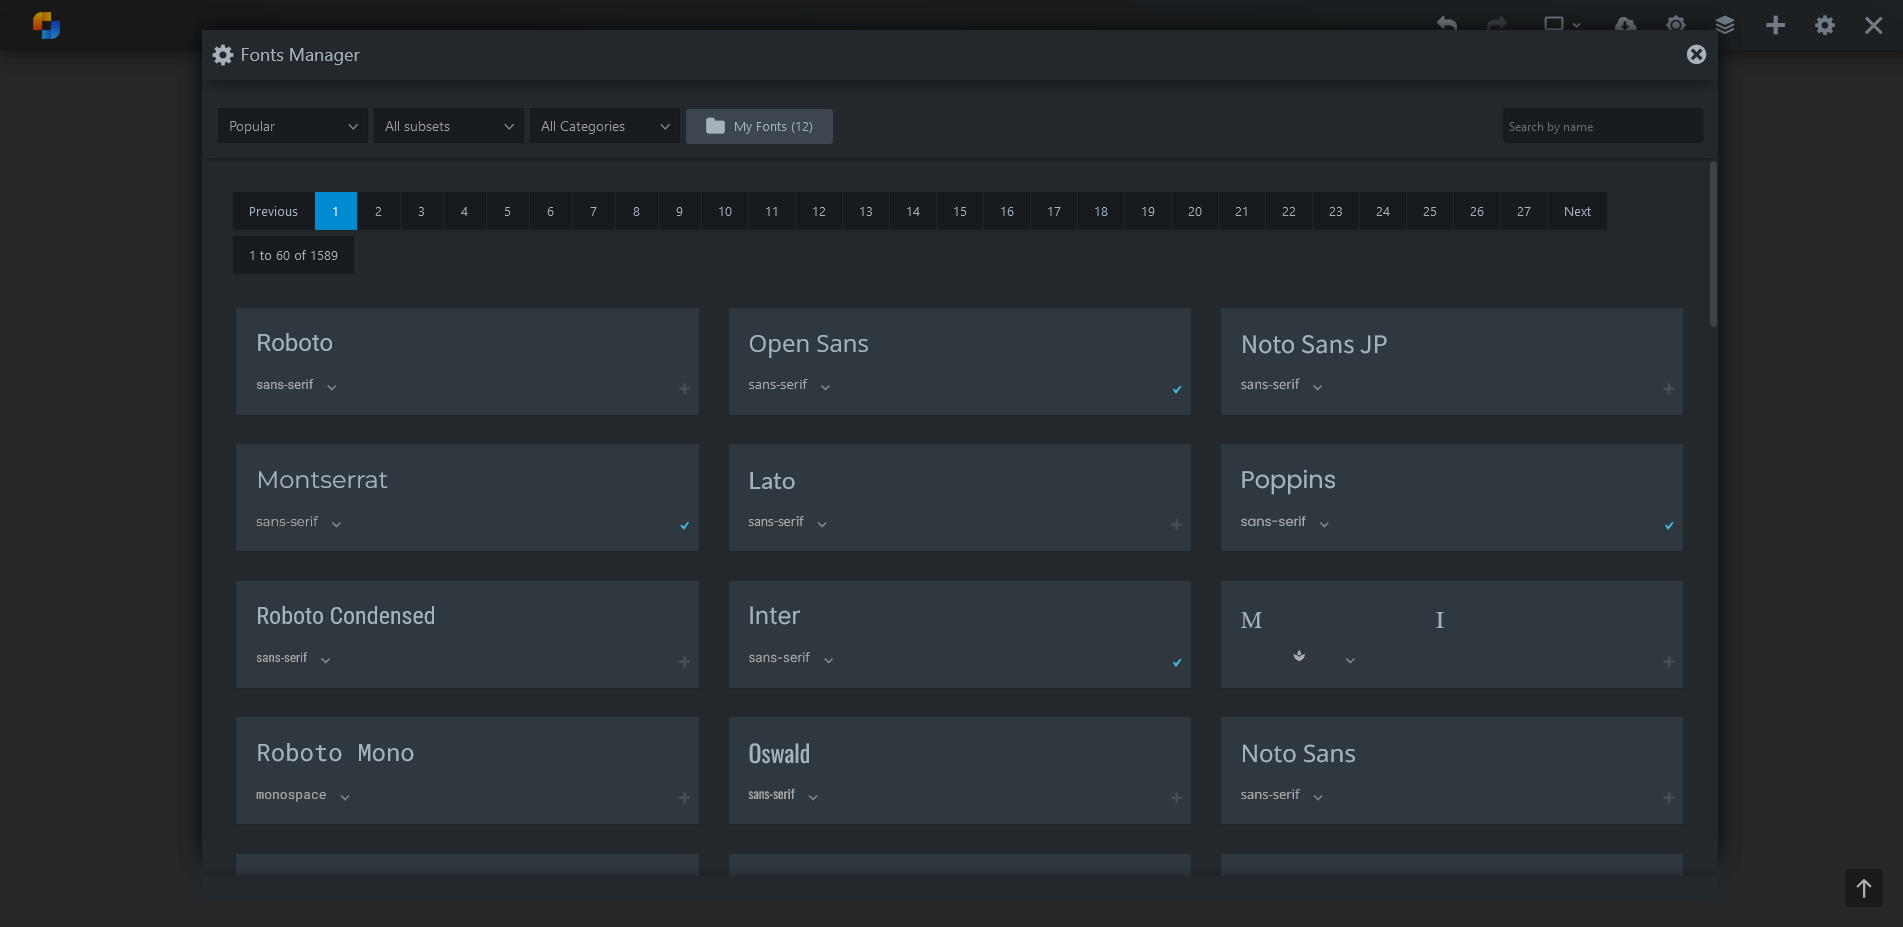 Fonts Manager
Popular All subsets All Categories My Fonts (12) Search by name
Previous 1 2 3 4 5 6 7 8 9 10 11 12 13 14 15 16 17 18 19 20 21 22 23 24 25 26 27 Next
1 to 60 of 1589
Roboto Open Sans Noto Sans JP
sans-serif sans-serif sans-serif
Montserrat Lato Poppins
sans-serif sans-serif sans-serif
Roboto Condensed Inter M I
sans-serif sans-serif
Roboto Mono Oswald Noto Sans
monospace sans-serif sans-serif